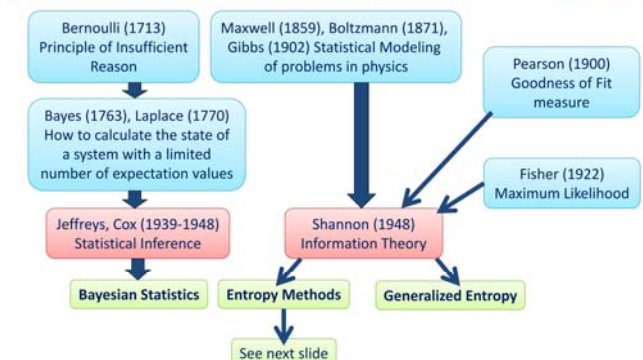 Bernoulli (1713)
Principle of Insufficient
Reason
Maxwell (1859), Boltzmann (1871),
Gibbs (1902) Statistical Modeling
of problems in physics
Pearson (1900)
Goodness of Fit
measure
Bayes (1763), Laplace (1770)
How to calculate the state of
a system with a limited
number of expectation values
Fisher (1922)
Maximum Likelihood
Jeffreys, Cox (1939-1948)
Statistical Inference
Shannon (1948)
Information Theory
Bayesian Statistics
Entropy Methods
Generalized Entropy
See next slide